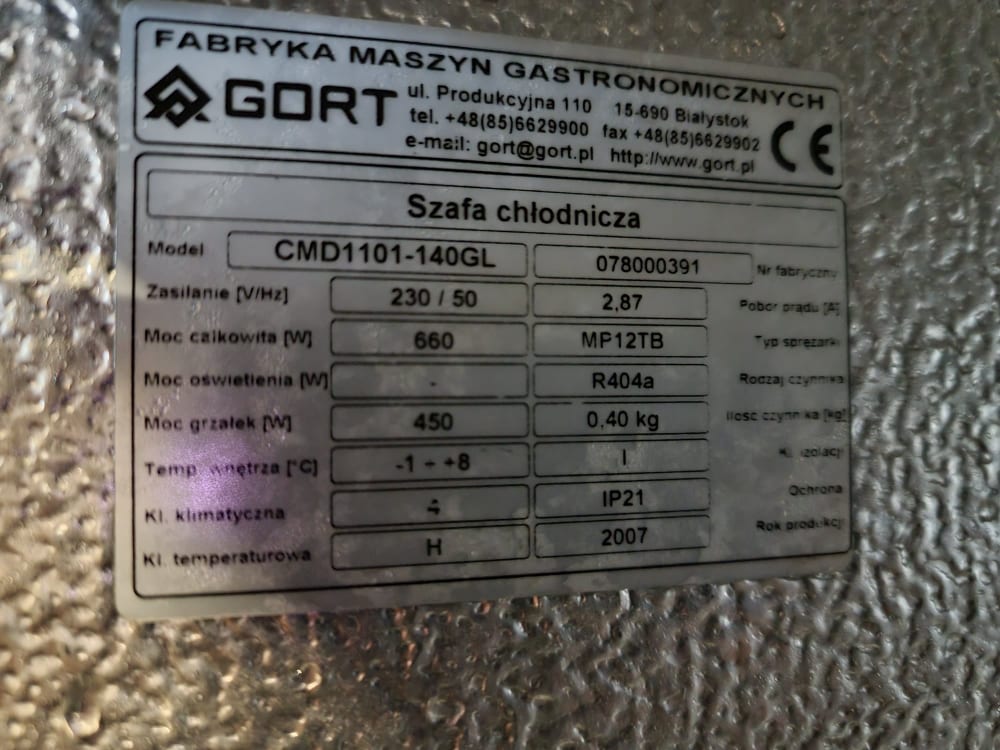 FABRYKA MASZYN GASTRONOMICZNYCH
GORT
ul. Produkcyjna 110 15-690 Białystok
tel. +48(85)6629900 fax +48(85)6629902
e-mail: gort@gort.pl http://www.gort.pl
CE
Szafa chłodnicza
Model CMD1101-140GL 078000391 Nr fabryczny
Zasilanie [V/Hz] 230 / 50 2,87 Pobór prądu [A]
Moc całkowita [W] 660 MP12TB Typ sprężarki
Moc oświetlenia [W] - R404a Rodzaj czynnika
Moc grzałek [W] 450 0,40 kg Ilość czynnika [kg]
Temp. wnętrza [°C] -1 ÷ +8 I Kl. izolacji
Kl. klimatyczna 4 IP21 Ochrona
Kl. temperaturowa H 2007 Rok produkcji